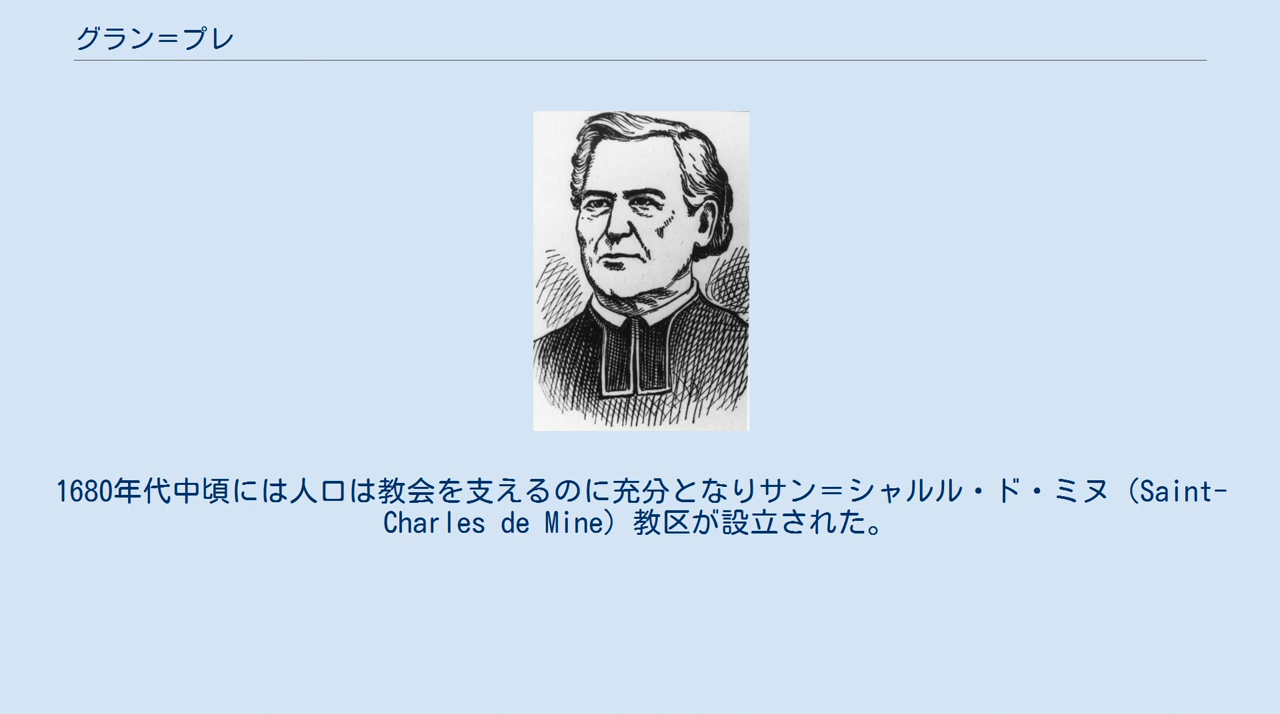 グラン＝プレ
1680年代中頃には人口は教会を支えるのに充分となりサン＝シャルル・ド・ミヌ（Saint-
Charles de Mine）教区が設立された。